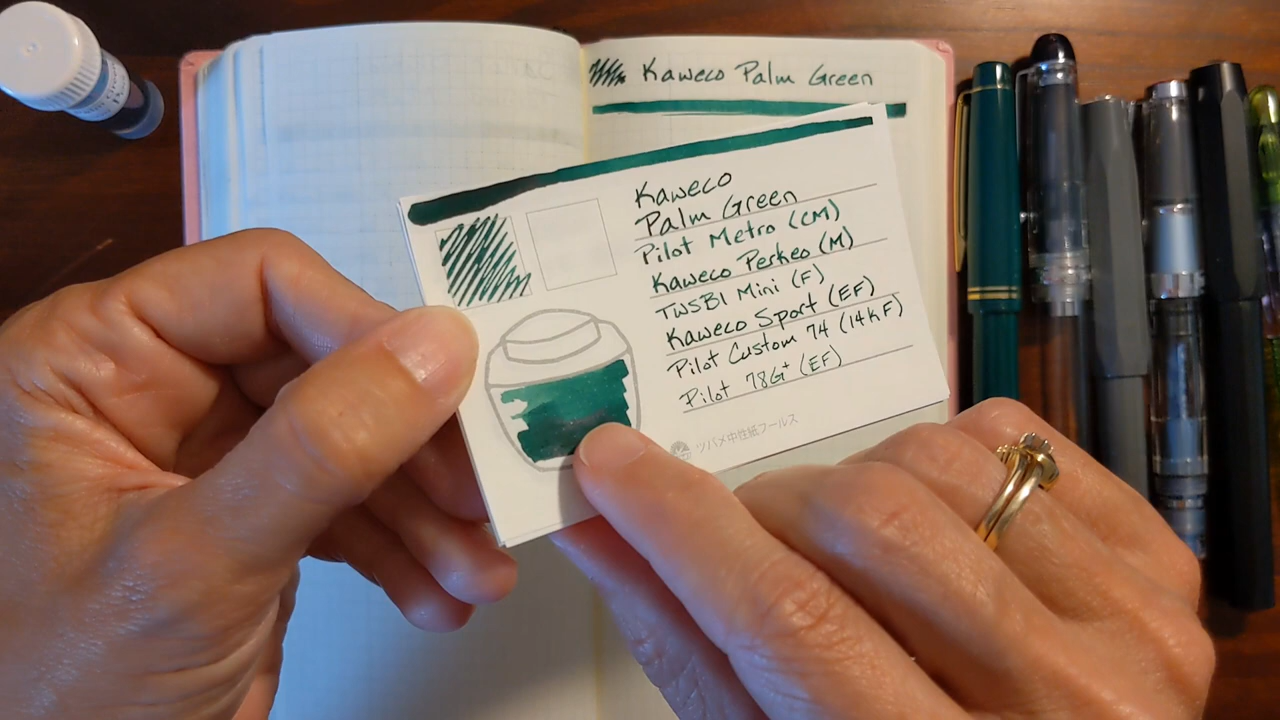 Kaweco Palm Green
Kaweco
Palm Green
Pilot Metro (CM)
Kaweco Perkeo (M)
TWSBI Mini (F)
Kaweco Sport (EF)
Pilot Custom 74 (14k F)
Pilot 78G+ (EF)
ツバメ中性紙フールス